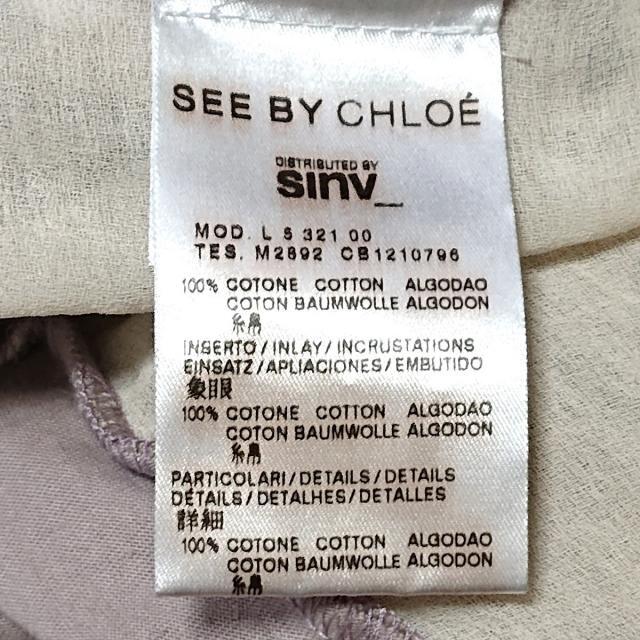 SEE BY CHLOÉ
DISTRIBUTED BY
sinv_
MOD. L S 321 00
TES. M2892 CB1210796
100% COTONE COTTON ALGODAO
COTON BAUMWOLLE ALGODON
糸帛
INSERTO/INLAY/INCRUSTATIONS
EINSATZ/APLIACIONES/EMBUTIDO
象眼
100% COTONE COTTON ALGODAO
COTON BAUMWOLLE ALGODON
糸帛
PARTICOLARI/DETAILS/DETAILS
DÉTAILS/DETALHES/DETALLES
詳細
100% COTONE COTTON ALGODAO
COTON BAUMWOLLE ALGODON
糸帛